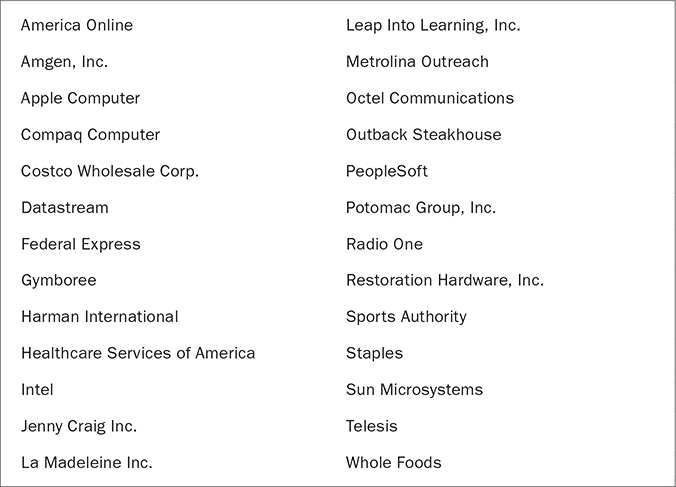 America Online
Amgen, Inc.
Apple Computer
Compaq Computer
Costco Wholesale Corp.
Datastream
Federal Express
Gymboree
Harman International
Healthcare Services of America
Intel
Jenny Craig Inc.
La Madeleine Inc.
Leap Into Learning, Inc.
Metrolina Outreach
Octel Communications
Outback Steakhouse
PeopleSoft
Potomac Group, Inc.
Radio One
Restoration Hardware, Inc.
Sports Authority
Staples
Sun Microsystems
Telesis
Whole Foods